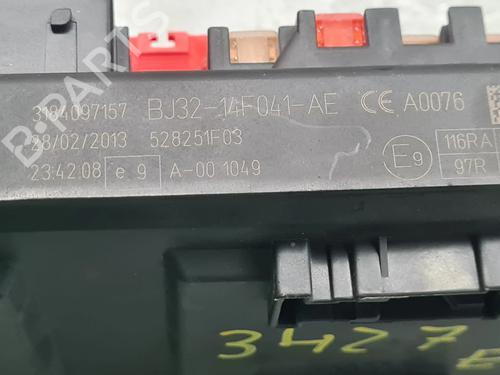 3184097157 BJ32-14F041-AE CE A0076
28/02/2013 528251F03
23:42:08 e 9 A-00 1049
E9 116RA
97R
3427
E